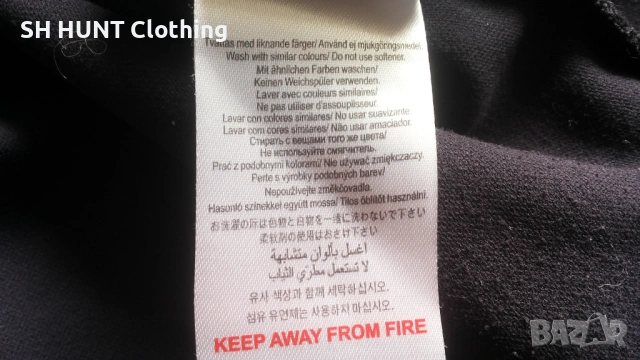 SH HUNT Clothing
Tvättas med liknande färger/ Använd ej mjukgöringsmedel.
Wash with similar colours/ Do not use softener.
Mit ähnlichen Farben waschen/
Keinen Weichspüler verwenden.
Laver avec couleurs similaires/
Ne pas utiliser d'assouplisseur.
Lavar con colores similares/ No usar suavizante.
Lavar com cores similares/ Não usar amaciador.
Стирать с вещами того же цвета/
Не используйте смягчитель.
Prać z podobnymi kolorami/ Nie używać zmiękczaczy.
Perte s výrobky podobných barev/
Nepoužívejte změkčovadla.
Hasonló színekkel együtt mossa/ Tilos öblítőt használni.
お洗濯の際は色物と白物を一緒に洗わないで下さい
柔軟剤の使用はおさけ下さい
اغسل بألوان متشابهة
لا تستعمل مطرّي الثياب
유사 색상과 함께 세탁하십시오.
섬유 유연제는 사용하지 마십시오.
KEEP AWAY FROM FIRE
BAZAR